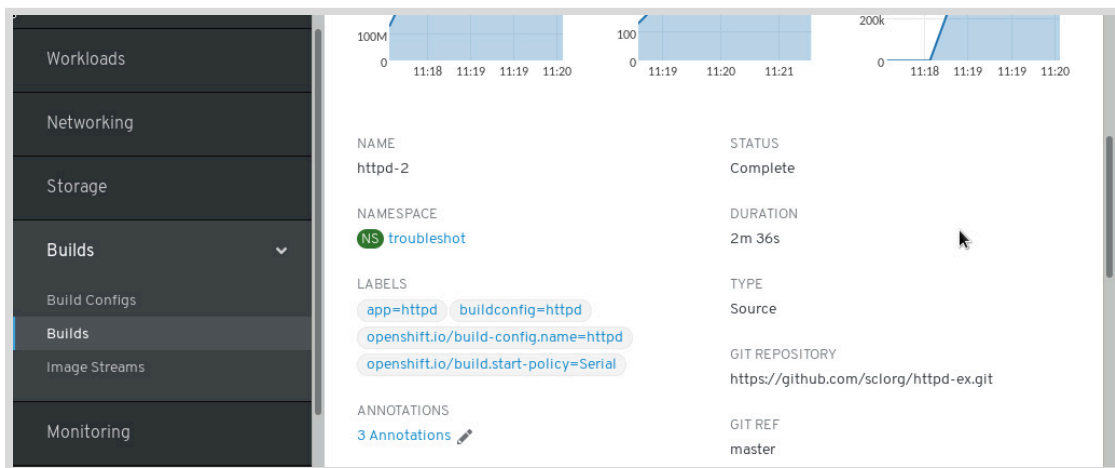 Workloads
Networking
Storage
Builds
Build Configs
Builds
Image Streams
Monitoring
100M
0
11:18 11:19 11:19 11:20
100
0
11:19 11:20 11:21
200k
0
11:18 11:19 11:19 11:20
NAME
httpd-2
NAMESPACE
NS troubleshot
LABELS
app=httpd buildconfig=httpd
openshift.io/build-config.name=httpd
openshift.io/build.start-policy=Serial
ANNOTATIONS
3 Annotations
STATUS
Complete
DURATION
2m 36s
TYPE
Source
GIT REPOSITORY
https://github.com/sclorg/httpd-ex.git
GIT REF
master